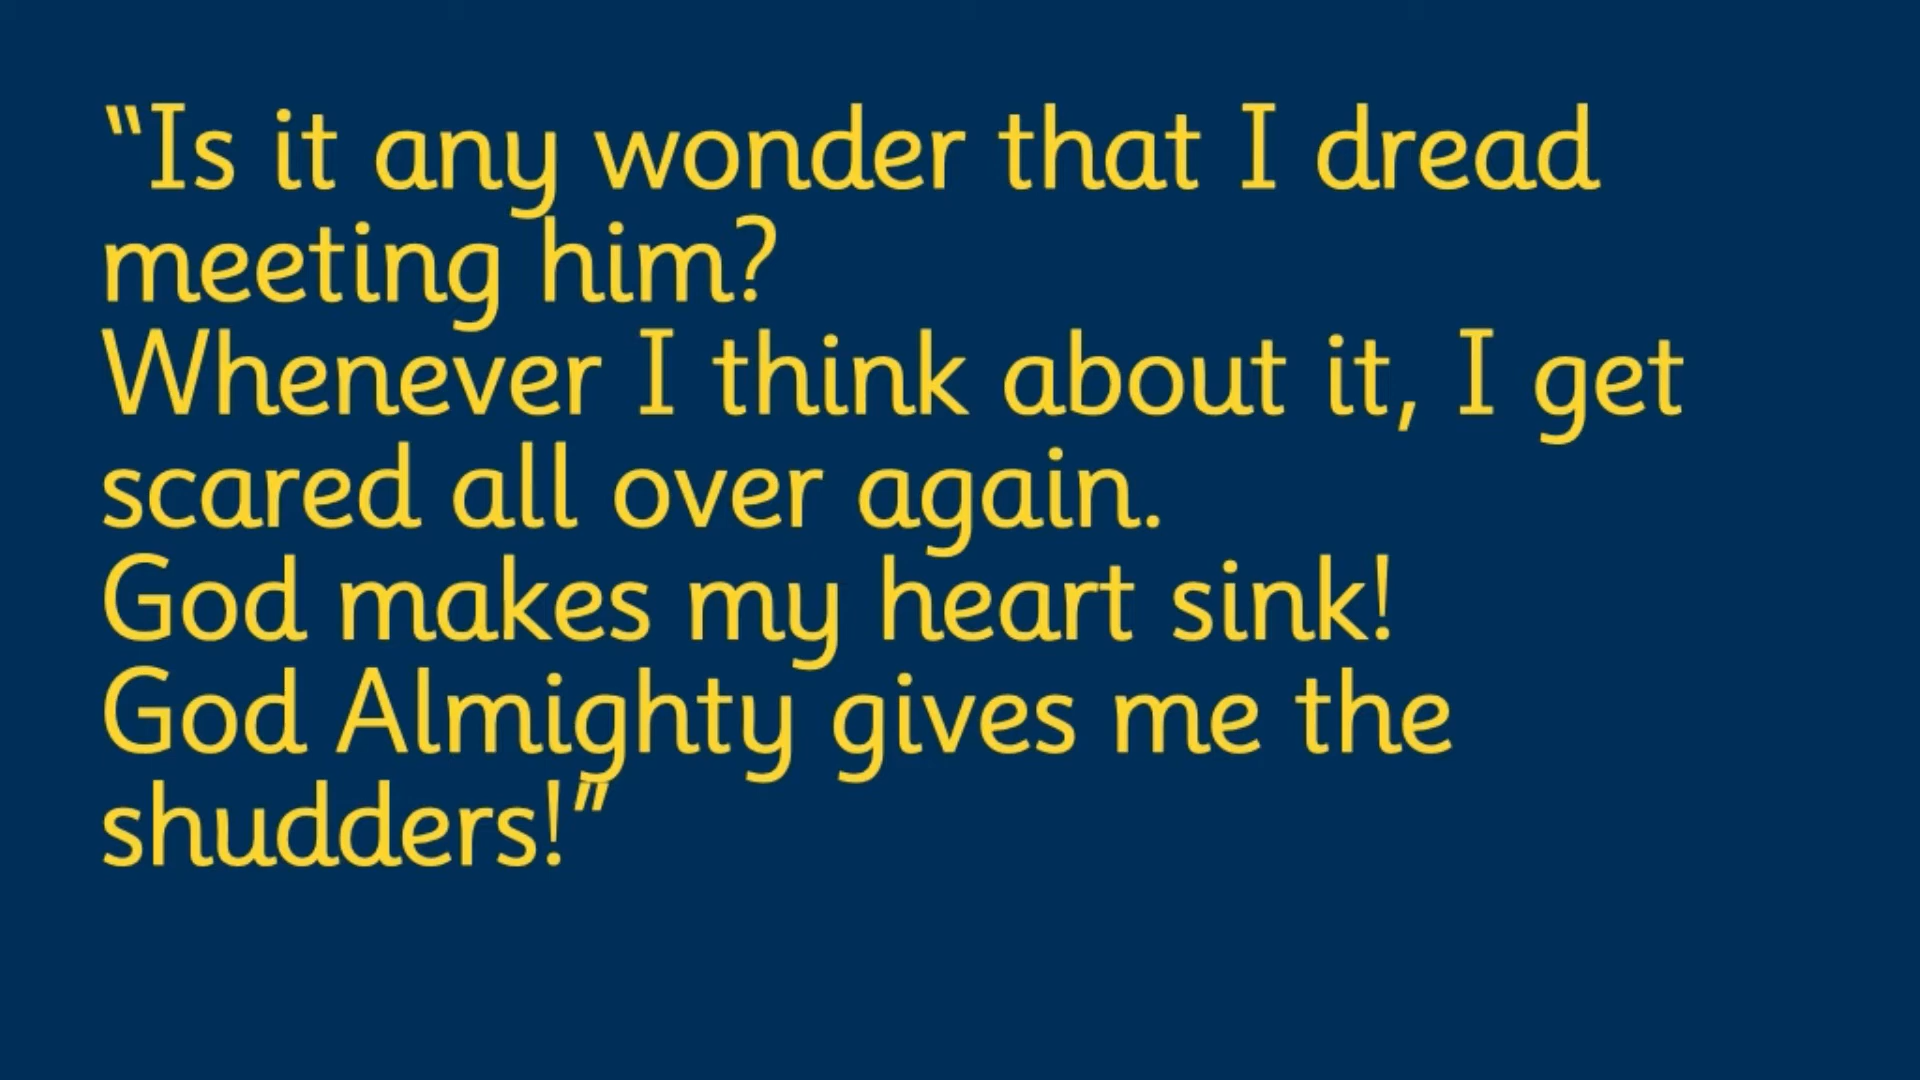 “Is it any wonder that I dread
meeting him?
Whenever I think about it, I get
scared all over again.
God makes my heart sink!
God Almighty gives me the
shudders!”